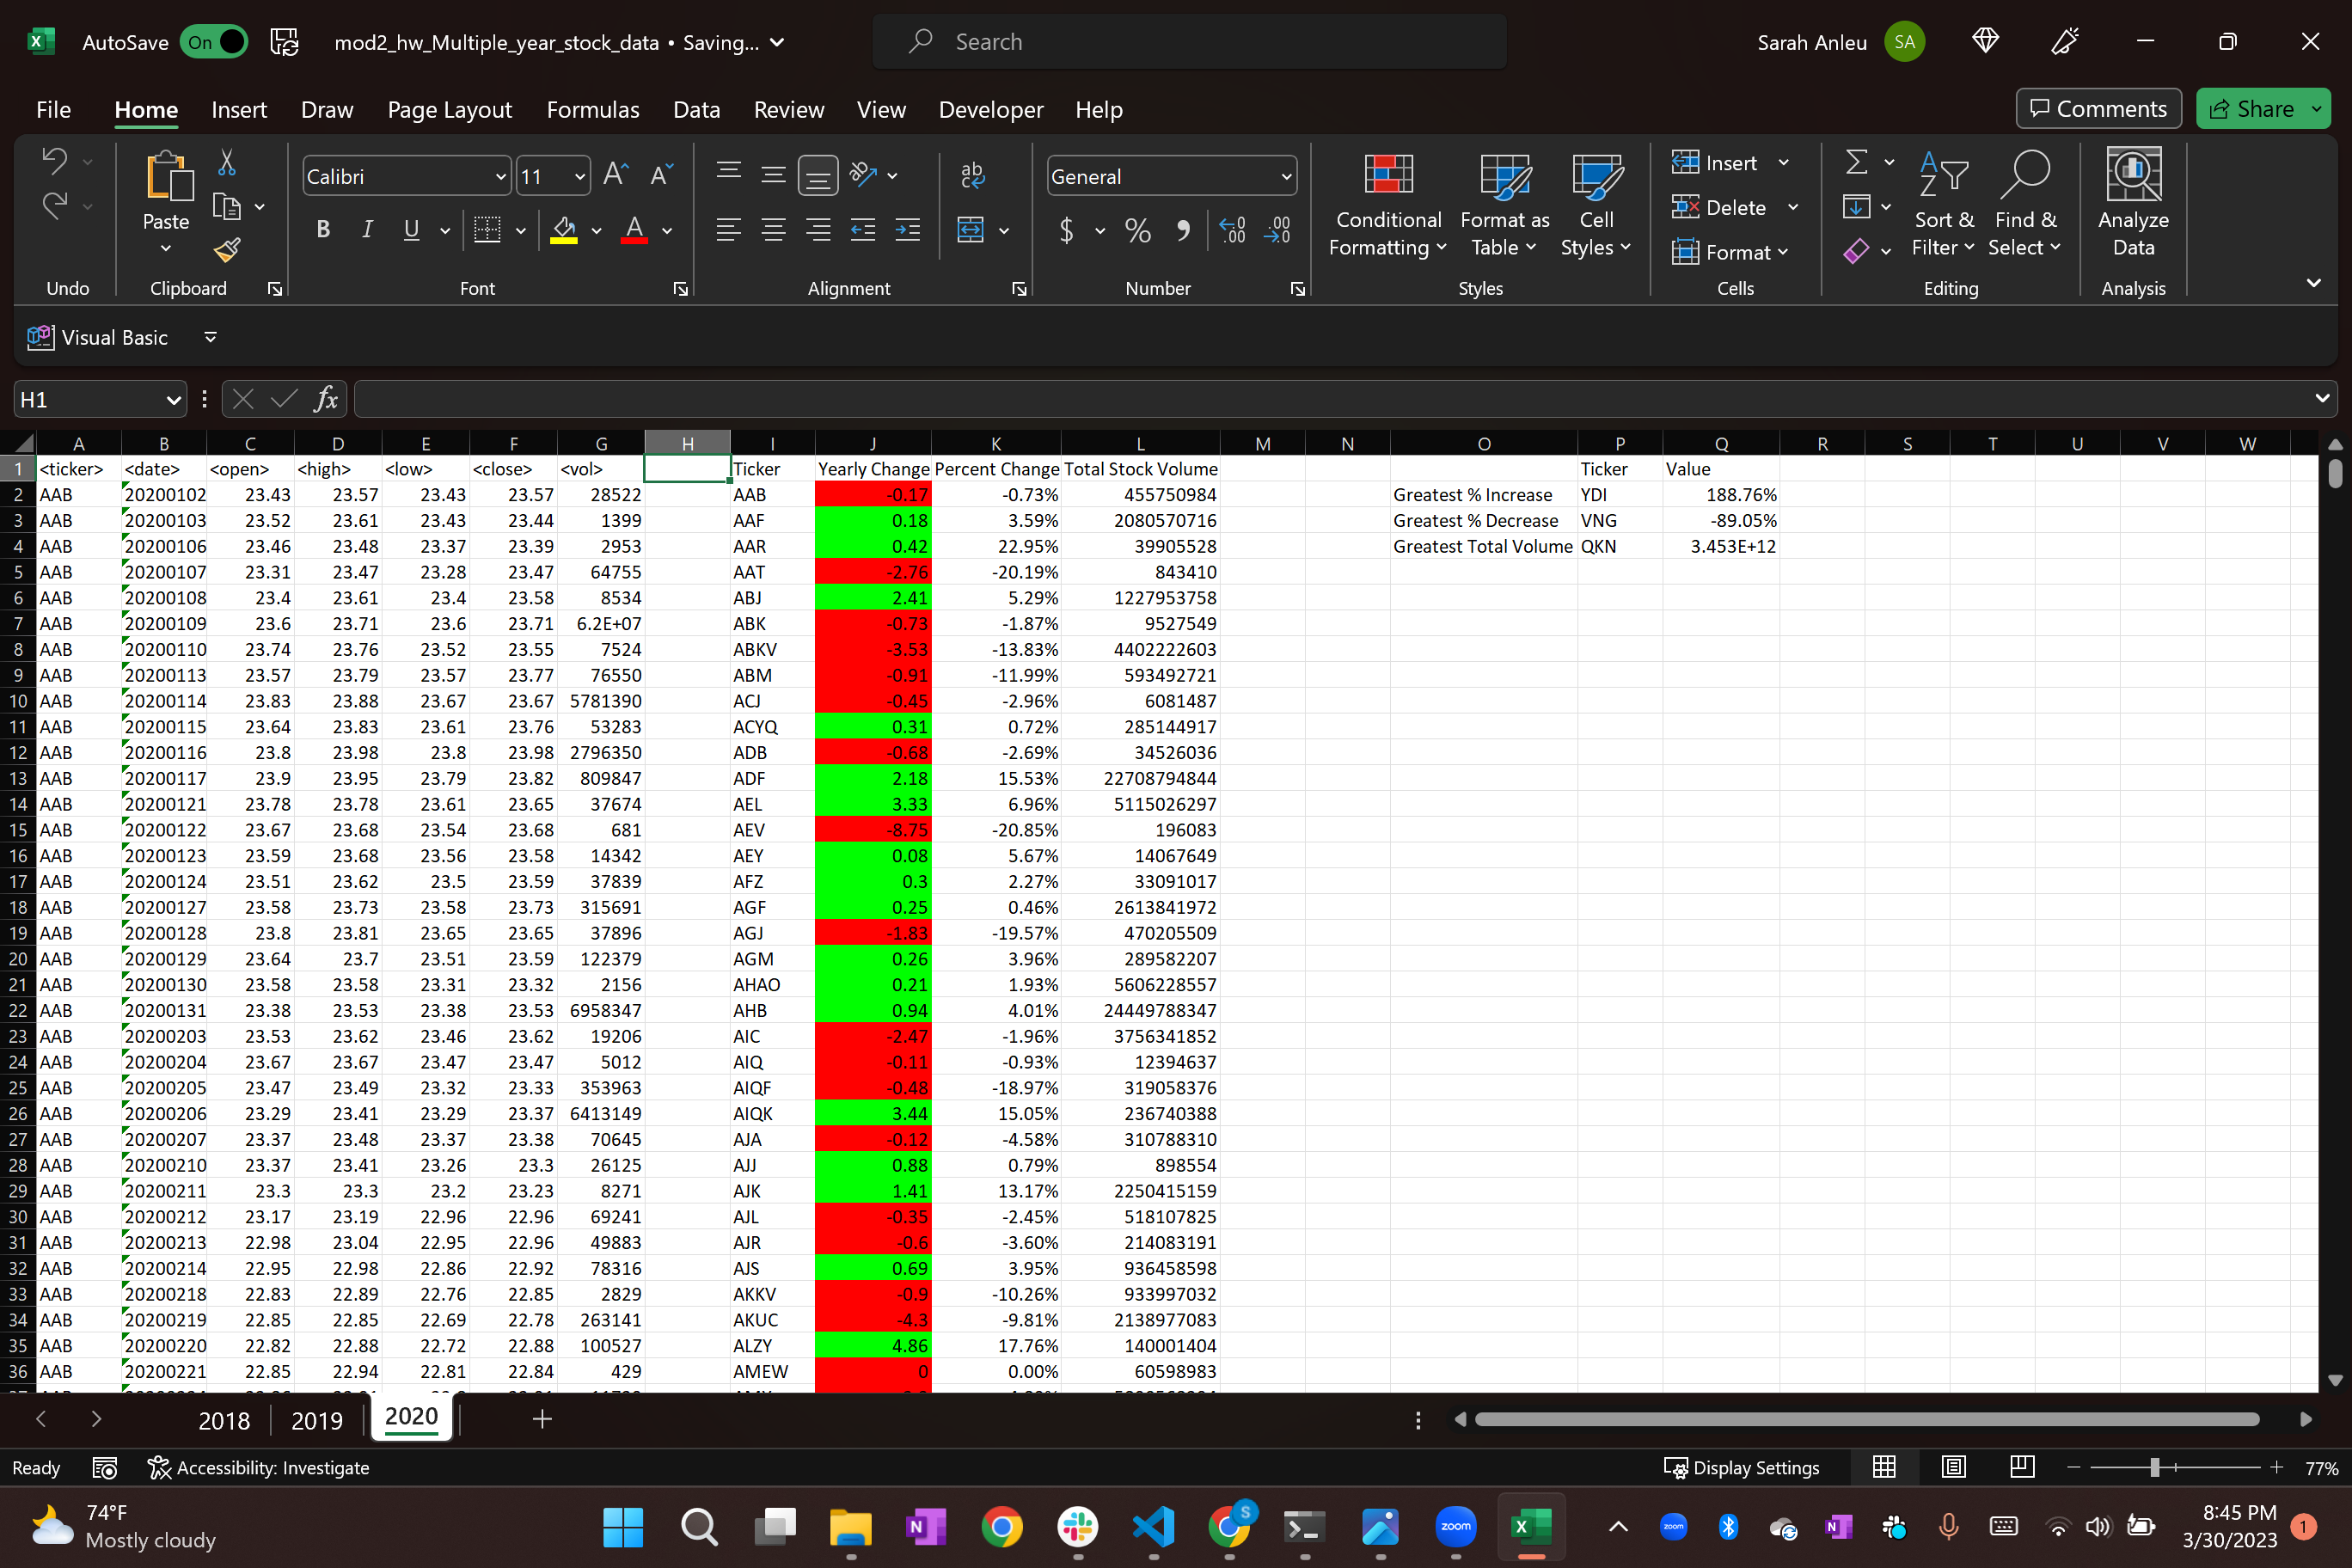 AutoSave On mod2_hw_Multiple_year_stock_data • Saving... Search Sarah Anleu SA
File Home Insert Draw Page Layout Formulas Data Review View Developer Help Comments Share
Paste Calibri 11 General Conditional Formatting Format as Table Cell Styles Insert Delete Format Sort & Filter Find & Select Analyze Data
Undo Clipboard Font Alignment Number Styles Cells Editing Analysis
Visual Basic
H1 fx
A B C D E F G H I J K L M N O P Q R S T U V W
1 <ticker> <date> <open> <high> <low> <close> <vol> Ticker Yearly Change Percent Change Total Stock Volume Ticker Value
2 AAB 20200102 23.43 23.57 23.43 23.57 28522 AAB -0.17 -0.73% 455750984 Greatest % Increase YDI 188.76%
3 AAB 20200103 23.52 23.61 23.43 23.44 1399 AAF 0.18 3.59% 2080570716 Greatest % Decrease VNG -89.05%
4 AAB 20200106 23.46 23.48 23.37 23.39 2953 AAR 0.42 22.95% 39905528 Greatest Total Volume QKN 3.453E+12
5 AAB 20200107 23.31 23.47 23.28 23.47 64755 AAT -2.76 -20.19% 843410
6 AAB 20200108 23.4 23.61 23.4 23.58 8534 ABJ 2.41 5.29% 1227953758
7 AAB 20200109 23.6 23.71 23.6 23.71 6.2E+07 ABK -0.73 -1.87% 9527549
8 AAB 20200110 23.74 23.76 23.52 23.55 7524 ABKV -3.53 -13.83% 4402222603
9 AAB 20200113 23.57 23.79 23.57 23.77 76550 ABM -0.91 -11.99% 593492721
10 AAB 20200114 23.83 23.88 23.67 23.67 5781390 ACJ -0.45 -2.96% 6081487
11 AAB 20200115 23.64 23.83 23.61 23.76 53283 ACYQ 0.31 0.72% 285144917
12 AAB 20200116 23.8 23.98 23.8 23.98 2796350 ADB -0.68 -2.69% 34526036
13 AAB 20200117 23.9 23.95 23.79 23.82 809847 ADF 2.18 15.53% 22708794844
14 AAB 20200121 23.78 23.78 23.61 23.65 37674 AEL 3.33 6.96% 5115026297
15 AAB 20200122 23.67 23.68 23.54 23.68 681 AEV -8.75 -20.85% 196083
16 AAB 20200123 23.59 23.68 23.56 23.58 14342 AEY 0.08 5.67% 14067649
17 AAB 20200124 23.51 23.62 23.5 23.59 37839 AFZ 0.3 2.27% 33091017
18 AAB 20200127 23.58 23.73 23.58 23.73 315691 AGF 0.25 0.46% 2613841972
19 AAB 20200128 23.8 23.81 23.65 23.65 37896 AGJ -1.83 -19.57% 470205509
20 AAB 20200129 23.64 23.7 23.51 23.59 122379 AGM 0.26 3.96% 289582207
21 AAB 20200130 23.58 23.58 23.31 23.32 2156 AHAO 0.21 1.93% 5606228557
22 AAB 20200131 23.38 23.53 23.38 23.53 6958347 AHB 0.94 4.01% 24449788347
23 AAB 20200203 23.53 23.62 23.46 23.62 19206 AIC -2.47 -1.96% 3756341852
24 AAB 20200204 23.67 23.67 23.47 23.47 5012 AIQ -0.11 -0.93% 12394637
25 AAB 20200205 23.47 23.49 23.32 23.33 353963 AIQF -0.48 -18.97% 319058376
26 AAB 20200206 23.29 23.41 23.29 23.37 6413149 AIQK 3.44 15.05% 236740388
27 AAB 20200207 23.37 23.48 23.37 23.38 70645 AJA -0.12 -4.58% 310788310
28 AAB 20200210 23.37 23.41 23.26 23.3 26125 AJJ 0.88 0.79% 898554
29 AAB 20200211 23.3 23.3 23.2 23.23 8271 AJK 1.41 13.17% 2250415159
30 AAB 20200212 23.17 23.19 22.96 22.96 69241 AJL -0.35 -2.45% 518107825
31 AAB 20200213 22.98 23.04 22.95 22.96 49883 AJR -0.6 -3.60% 214083191
32 AAB 20200214 22.95 22.98 22.86 22.92 78316 AJS 0.69 3.95% 936458598
33 AAB 20200218 22.83 22.89 22.76 22.85 2829 AKKV -0.9 -10.26% 933997032
34 AAB 20200219 22.85 22.85 22.69 22.78 263141 AKUC -4.3 -9.81% 2138977083
35 AAB 20200220 22.82 22.88 22.72 22.88 100527 ALZY 4.86 17.76% 140001404
36 AAB 20200221 22.85 22.94 22.81 22.84 429 AMEW 0 0.00% 60598983
2018 2019 2020
Ready Accessibility: Investigate Display Settings 77%
74°F
Mostly cloudy
zoom zoom
8:45 PM
3/30/2023 1